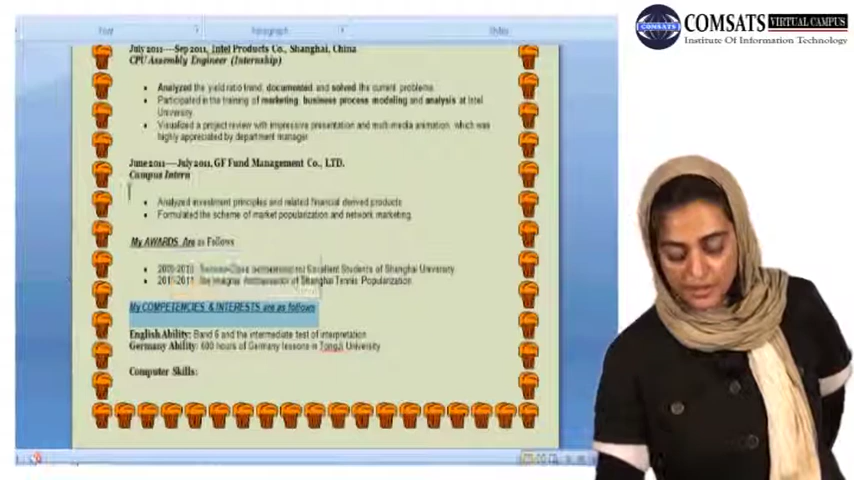 COMSATS VIRTUAL CAMPUS
Institute Of Information Technology
Font Paragraph Styles
July 2011—Sep 2011, Intel Products Co., Shanghai, China
CPU Assembly Engineer (Internship)
Analyzed the yield ratio trend, documented and solved the current problems.
Participated in the training of marketing, business process modeling and analysis at Intel
University.
Visualized a project review with impressive presentation and multi-media animation, which was
highly appreciated by department manager.
June 2011—July 2011, GF Fund Management Co., LTD.
Campus Intern
Analyzed investment principles and related financial derived products
Formulated the scheme of market popularization and network marketing.
My AWARDS Are as Follows
Excellent Students of Shanghai University
of Shanghai Tennis Popularization.
My COMPETENCIES & INTERESTS are as follows
English Ability: Band 6 and the intermediate test of interpretation
Germany Ability: 600 hours of Germany lessons in Tongji University
Computer Skills: